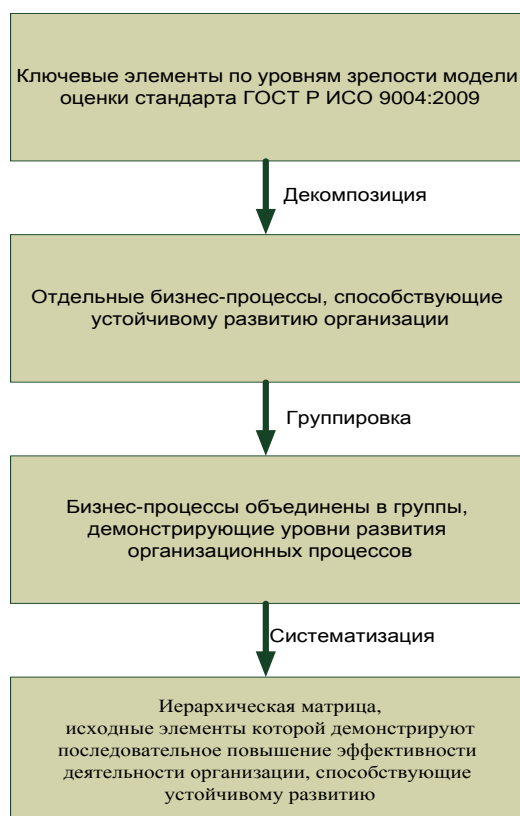 Ключевые элементы по уровням зрелости модели
оценки стандарта ГОСТ Р ИСО 9004:2009
Декомпозиция
Отдельные бизнес-процессы, способствующие
устойчивому развитию организации
Группировка
Бизнес-процессы объединены в группы,
демонстрирующие уровни развития
организационных процессов
Систематизация
Иерархическая матрица,
исходные элементы которой демонстрируют
последовательное повышение эффективности
деятельности организации, способствующие
устойчивому развитию